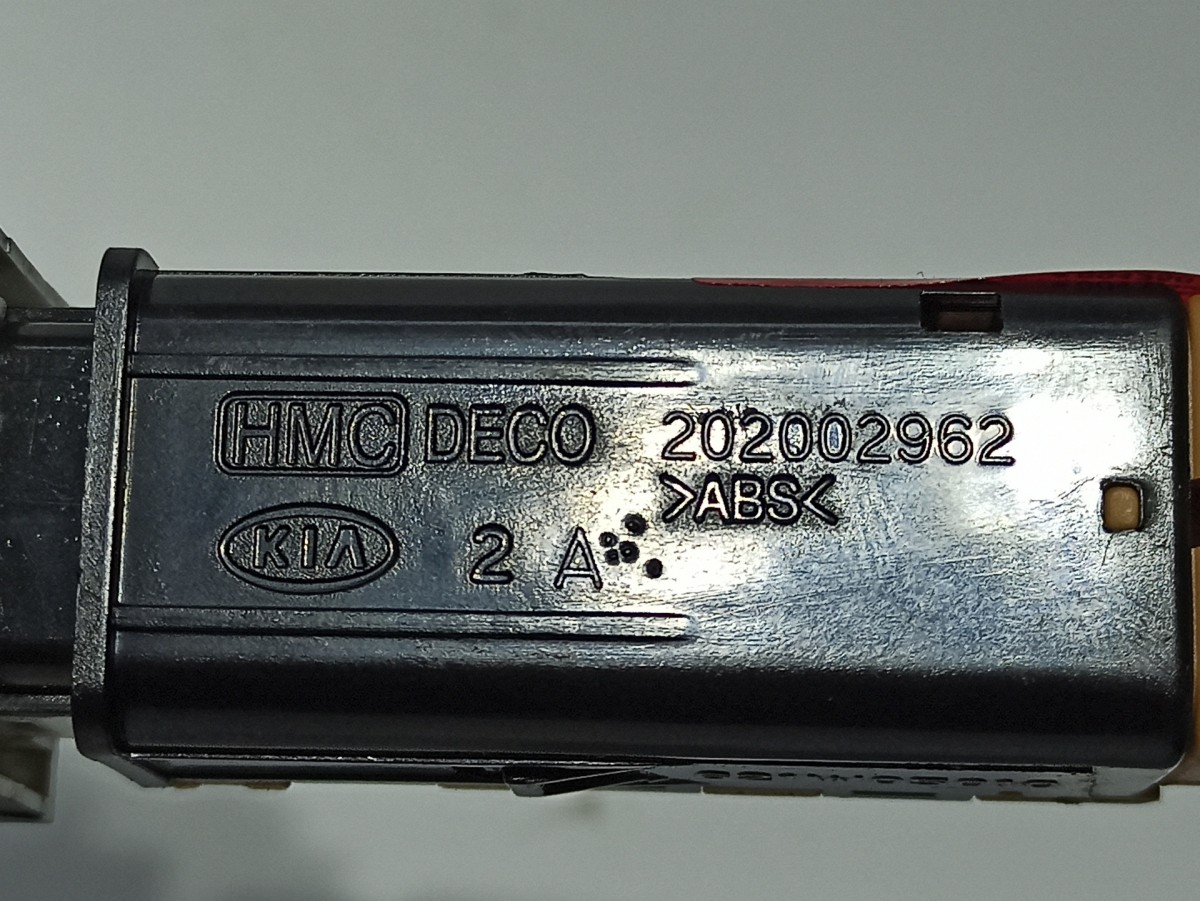 HMC DECO 202002962
>ABS<
KIA 2 A